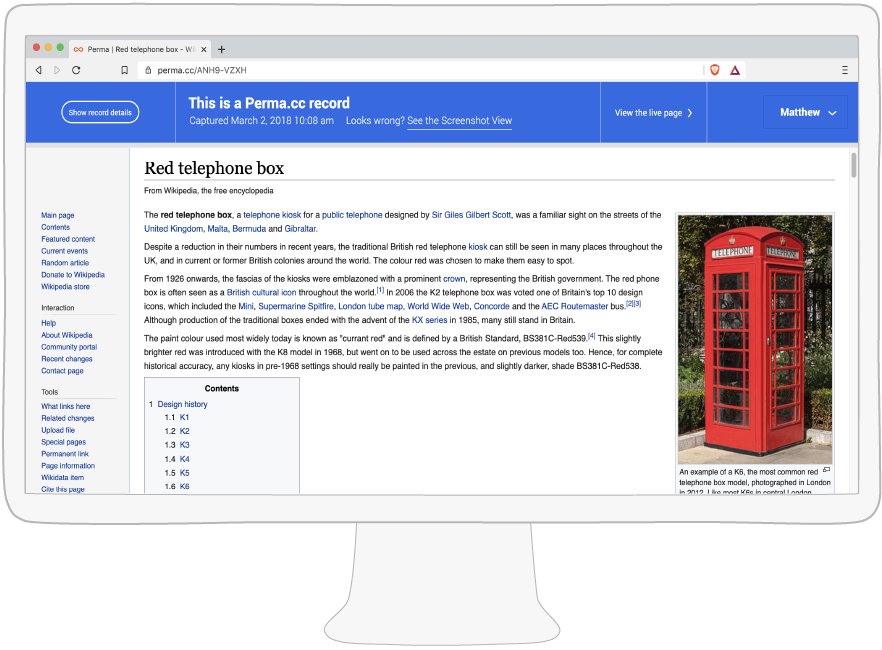 Perma | Red telephone box - Wi
perma.cc/ANH9-VZXH
Show record details
This is a Perma.cc record
Captured March 2, 2018 10:08 am Looks wrong? See the Screenshot View
View the live page
Matthew
Main page
Contents
Featured content
Current events
Random article
Donate to Wikipedia
Wikipedia store
Interaction
Help
About Wikipedia
Community portal
Recent changes
Contact page
Tools
What links here
Related changes
Upload file
Special pages
Permanent link
Page information
Wikidata item
Cite this page
Red telephone box
From Wikipedia, the free encyclopedia
The red telephone box, a telephone kiosk for a public telephone designed by Sir Giles Gilbert Scott, was a familiar sight on the streets of the
United Kingdom, Malta, Bermuda and Gibraltar.
Despite a reduction in their numbers in recent years, the traditional British red telephone kiosk can still be seen in many places throughout the
UK, and in current or former British colonies around the world. The colour red was chosen to make them easy to spot.
From 1926 onwards, the fascias of the kiosks were emblazoned with a prominent crown, representing the British government. The red phone
box is often seen as a British cultural icon throughout the world.[1] In 2006 the K2 telephone box was voted one of Britain's top 10 design
icons, which included the Mini, Supermarine Spitfire, London tube map, World Wide Web, Concorde and the AEC Routemaster bus.[2][3]
Although production of the traditional boxes ended with the advent of the KX series in 1985, many still stand in Britain.
The paint colour used most widely today is known as "currant red" and is defined by a British Standard, BS381C-Red539.[4] This slightly
brighter red was introduced with the K8 model in 1968, but went on to be used across the estate on previous models too. Hence, for complete
historical accuracy, any kiosks in pre-1968 settings should really be painted in the previous, and slightly darker, shade BS381C-Red538.
Contents
1 Design history
1.1 K1
1.2 K2
1.3 K3
1.4 K4
1.5 K5
1.6 K6
TELEPHONE
TELEPHONE
An example of a K6, the most common red
telephone box model, photographed in London
in 2012. Like most K6s in central London